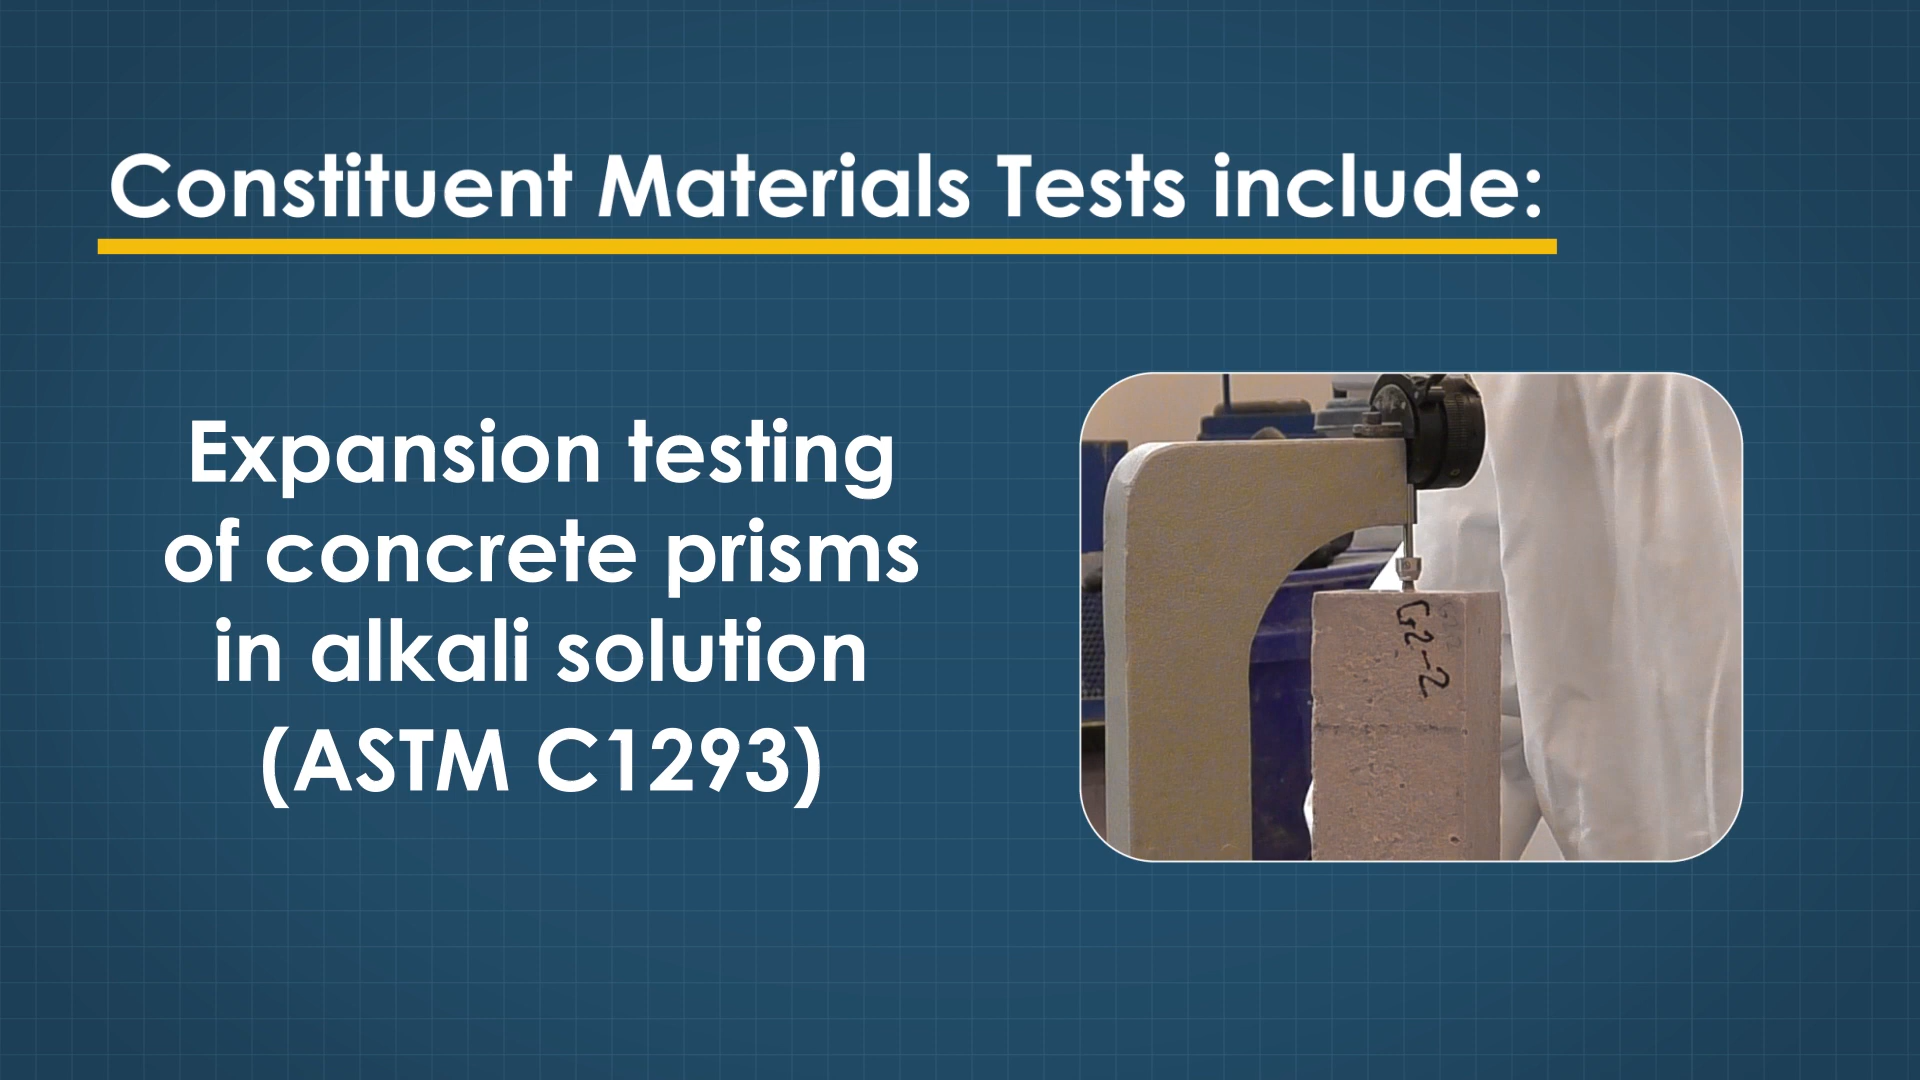 Constituent Materials Tests include:
Expansion testing
of concrete prisms
in alkali solution
(ASTM C1293)
G2-2